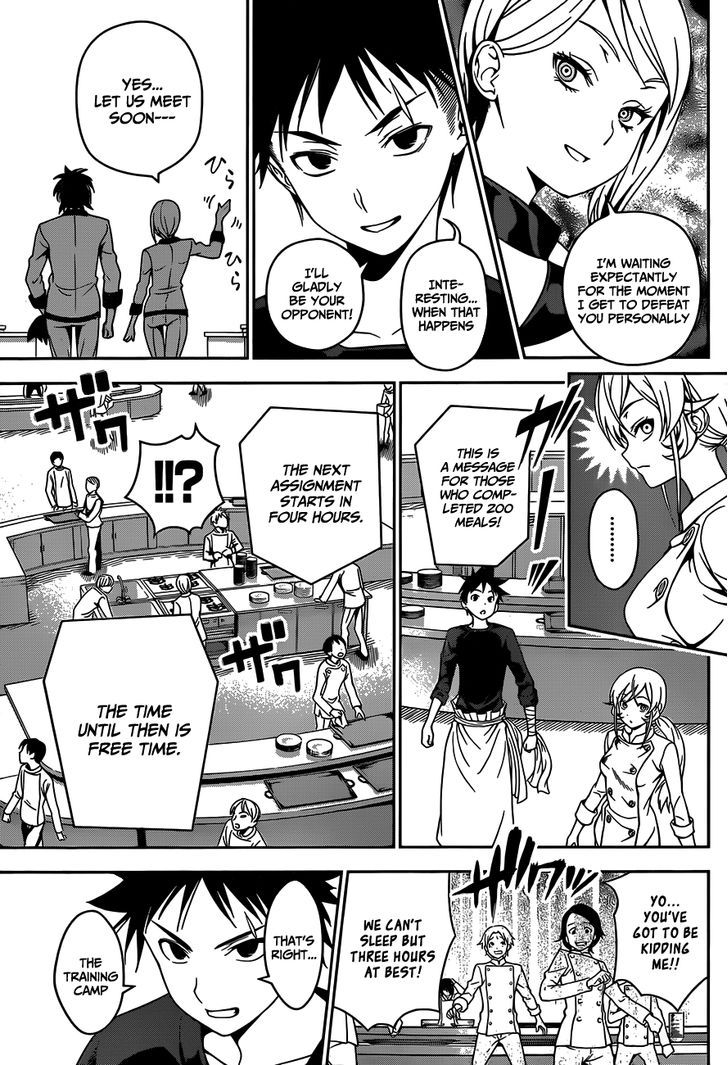 I'M WAITING
EXPECTANTLY
FOR THE MOMENT
I GET TO DEFEAT
YOU PERSONALLY
INTE-
RESTING...
WHEN THAT
HAPPENS
I'LL
GLADLY
BE YOUR
OPPONENT!
YES...
LET US MEET
SOON---
ひら
ひら
.........
THIS IS
A MESSAGE
FOR THOSE
WHO COMP-
LETED 200
MEALS!
THE NEXT
ASSIGNMENT
STARTS IN
FOUR HOURS.
!!?
ザワ
ザワ
THE TIME
UNTIL THEN IS
FREE TIME.
YO...
YOU'VE
GOT TO BE
KIDDING
ME!!
WE CAN'T
SLEEP BUT
THREE HOURS
AT BEST!
THAT'S
RIGHT...
THE
TRAINING
CAMP